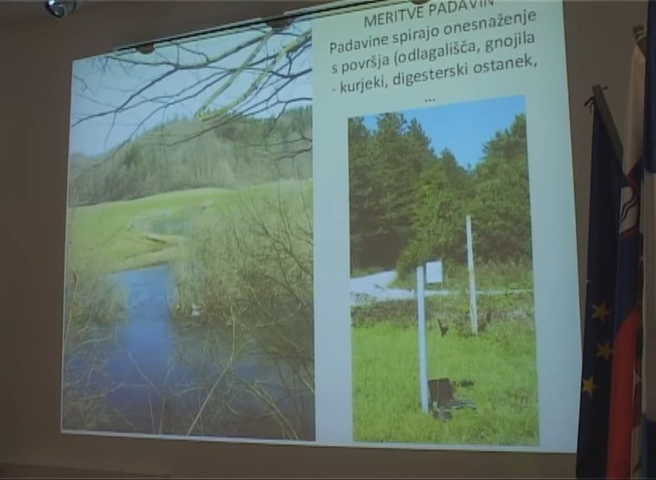 MERITVE PADAVIN
Padavine spirajo onesnaženje
s površja (odlagališča, gnojila
- kurjeki, digesterski ostanek,
...